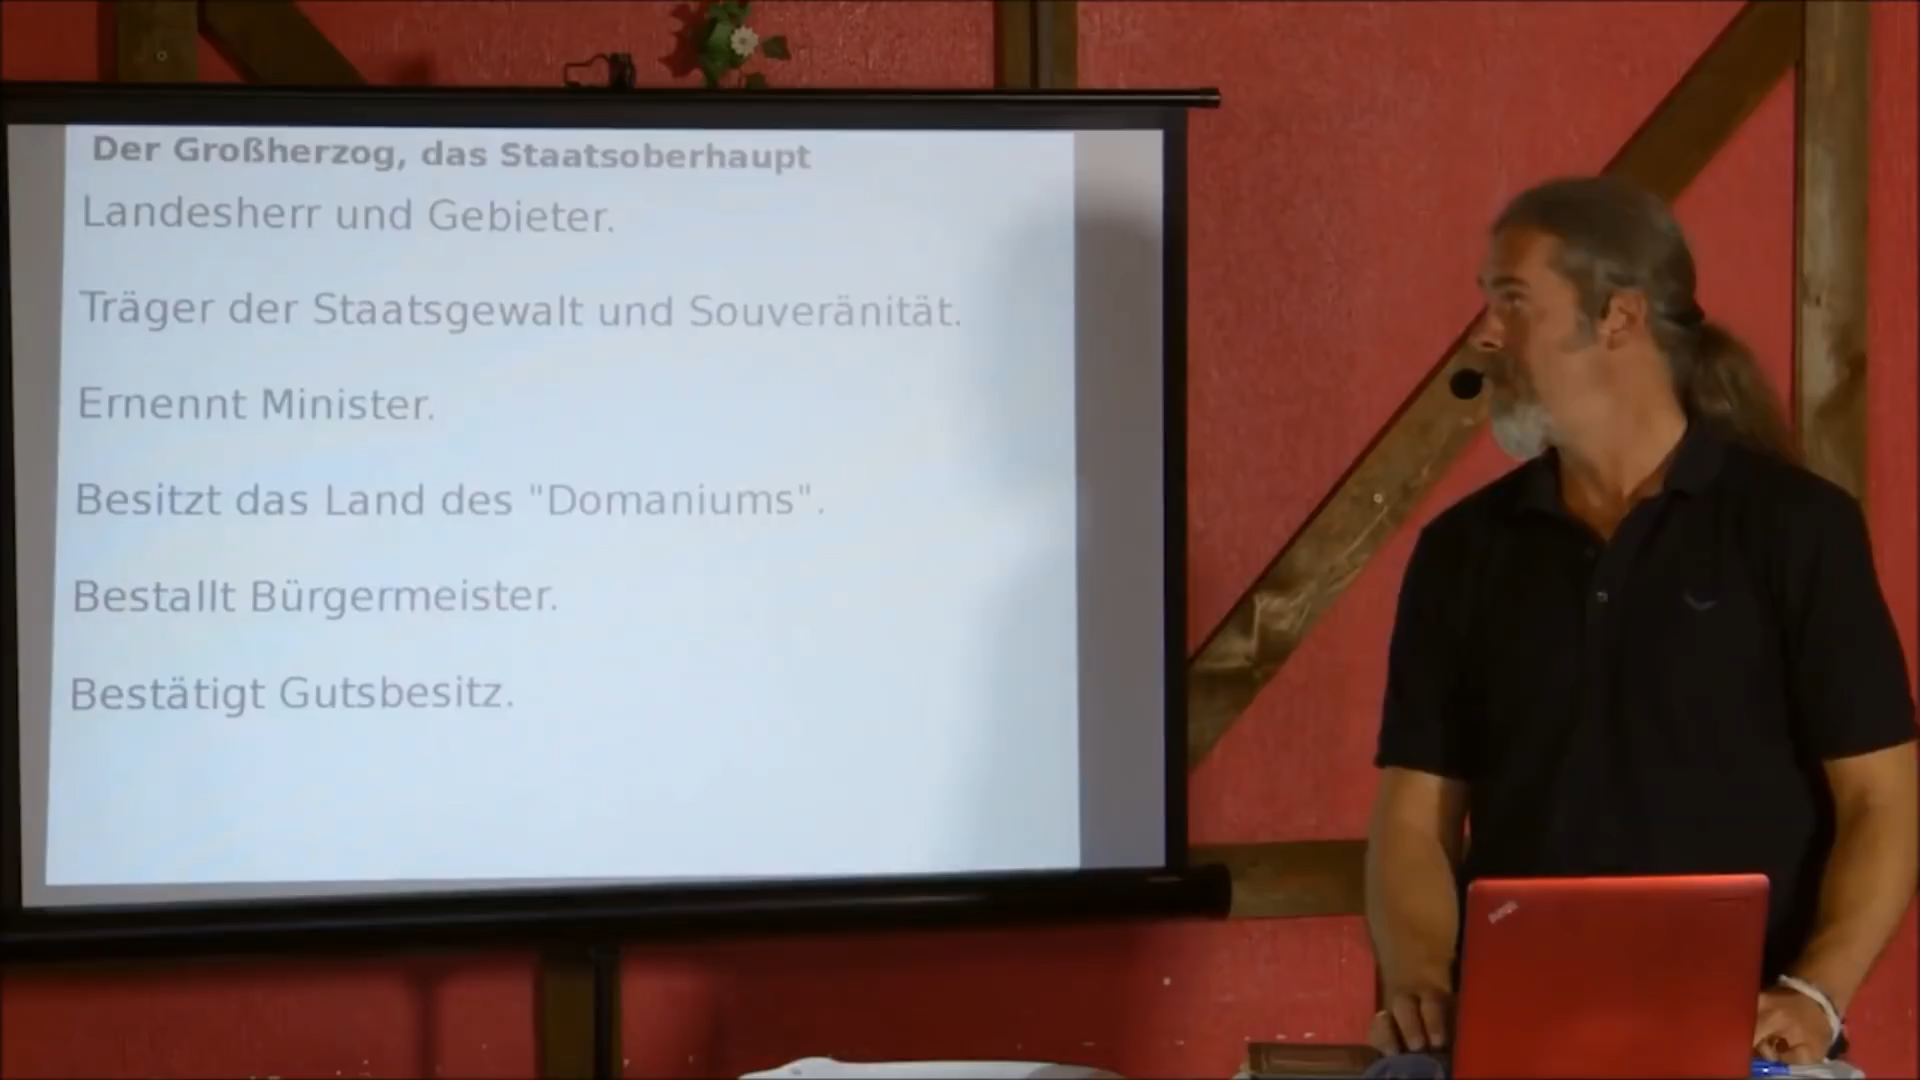 Der Großherzog, das Staatsoberhaupt
Landesherr und Gebieter.
Träger der Staatsgewalt und Souveränität.
Ernennt Minister.
Besitzt das Land des "Domaniums".
Bestallt Bürgermeister.
Bestätigt Gutsbesitz.